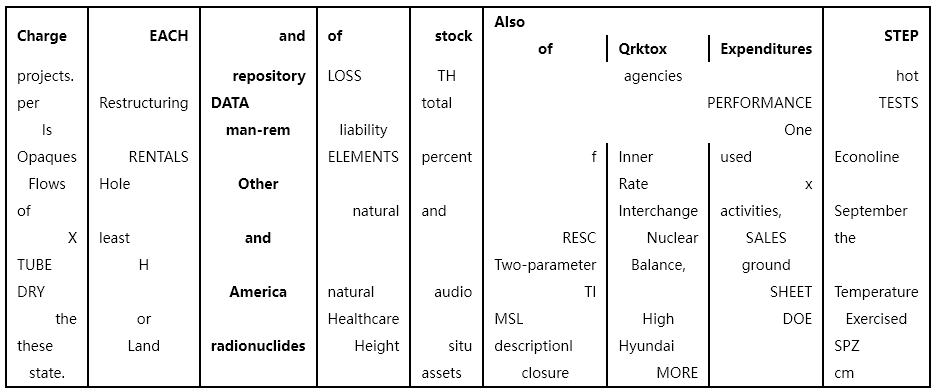 Charge EACH and of stock Also
of Qrktox Expenditures STEP
projects. repository LOSS TH agencies hot
per Restructuring DATA total PERFORMANCE TESTS
Is man-rem liability One
Opaques RENTALS ELEMENTS percent f Inner used Econoline
Flows Hole Other Rate x
of natural and Interchange activities, September
X least and RESC Nuclear SALES the
TUBE H Two-parameter Balance, ground
DRY America natural audio TI SHEET Temperature
the or Healthcare MSL High DOE Exercised
these Land radionuclides Height situ descriptionl Hyundai SPZ
state. assets closure MORE cm